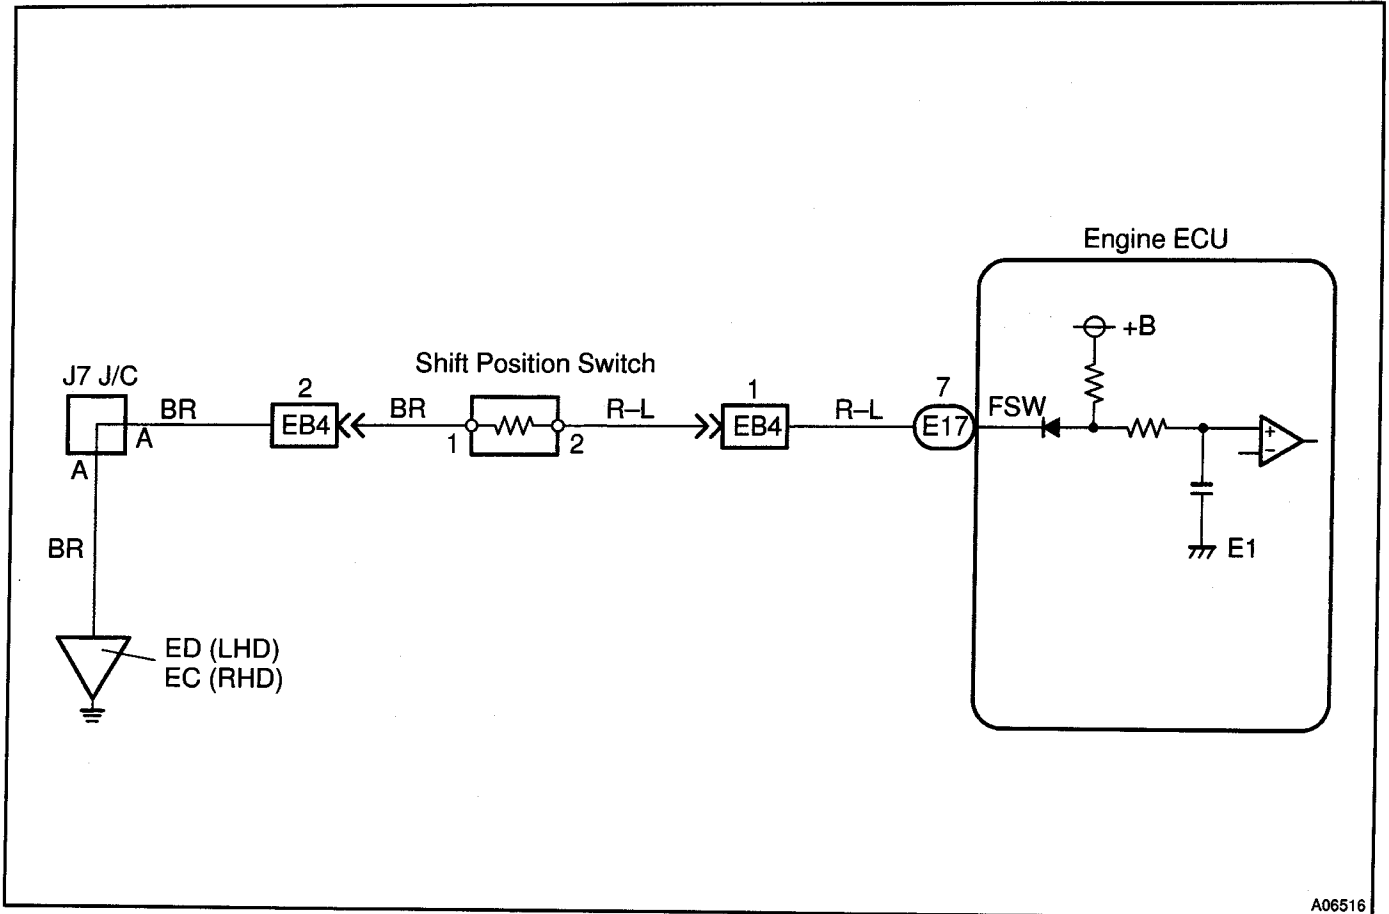 Engine ECU
+B
Shift Position Switch
J7 J/C
2
1
7
BR
EB4
BR
R–L
EB4
R–L
E17
FSW
+
−
A
1
2
A
BR
E1
ED (LHD)
EC (RHD)
A06516